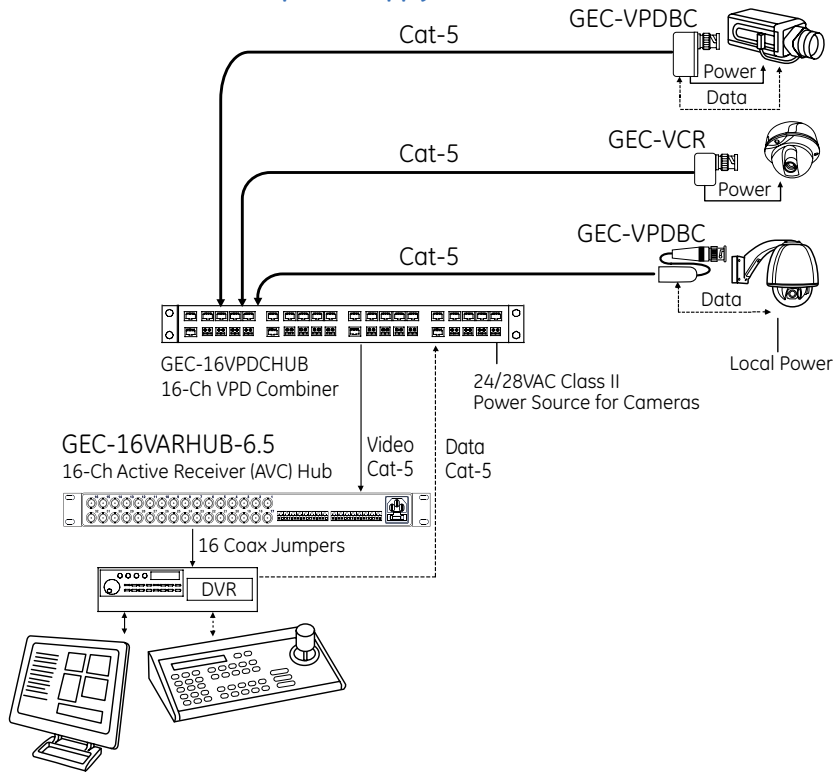 GEC-VPDBC
Cat-5
Power
Data
GEC-VCR
Cat-5
Power
GEC-VPDBC
Cat-5
Data
Local Power
GEC-16VPDCHUB
16-Ch VPD Combiner
24/28VAC Class II
Power Source for Cameras
GEC-16VARHUB-6.5
16-Ch Active Receiver (AVC) Hub
Video
Cat-5
Data
Cat-5
16 Coax Jumpers
DVR